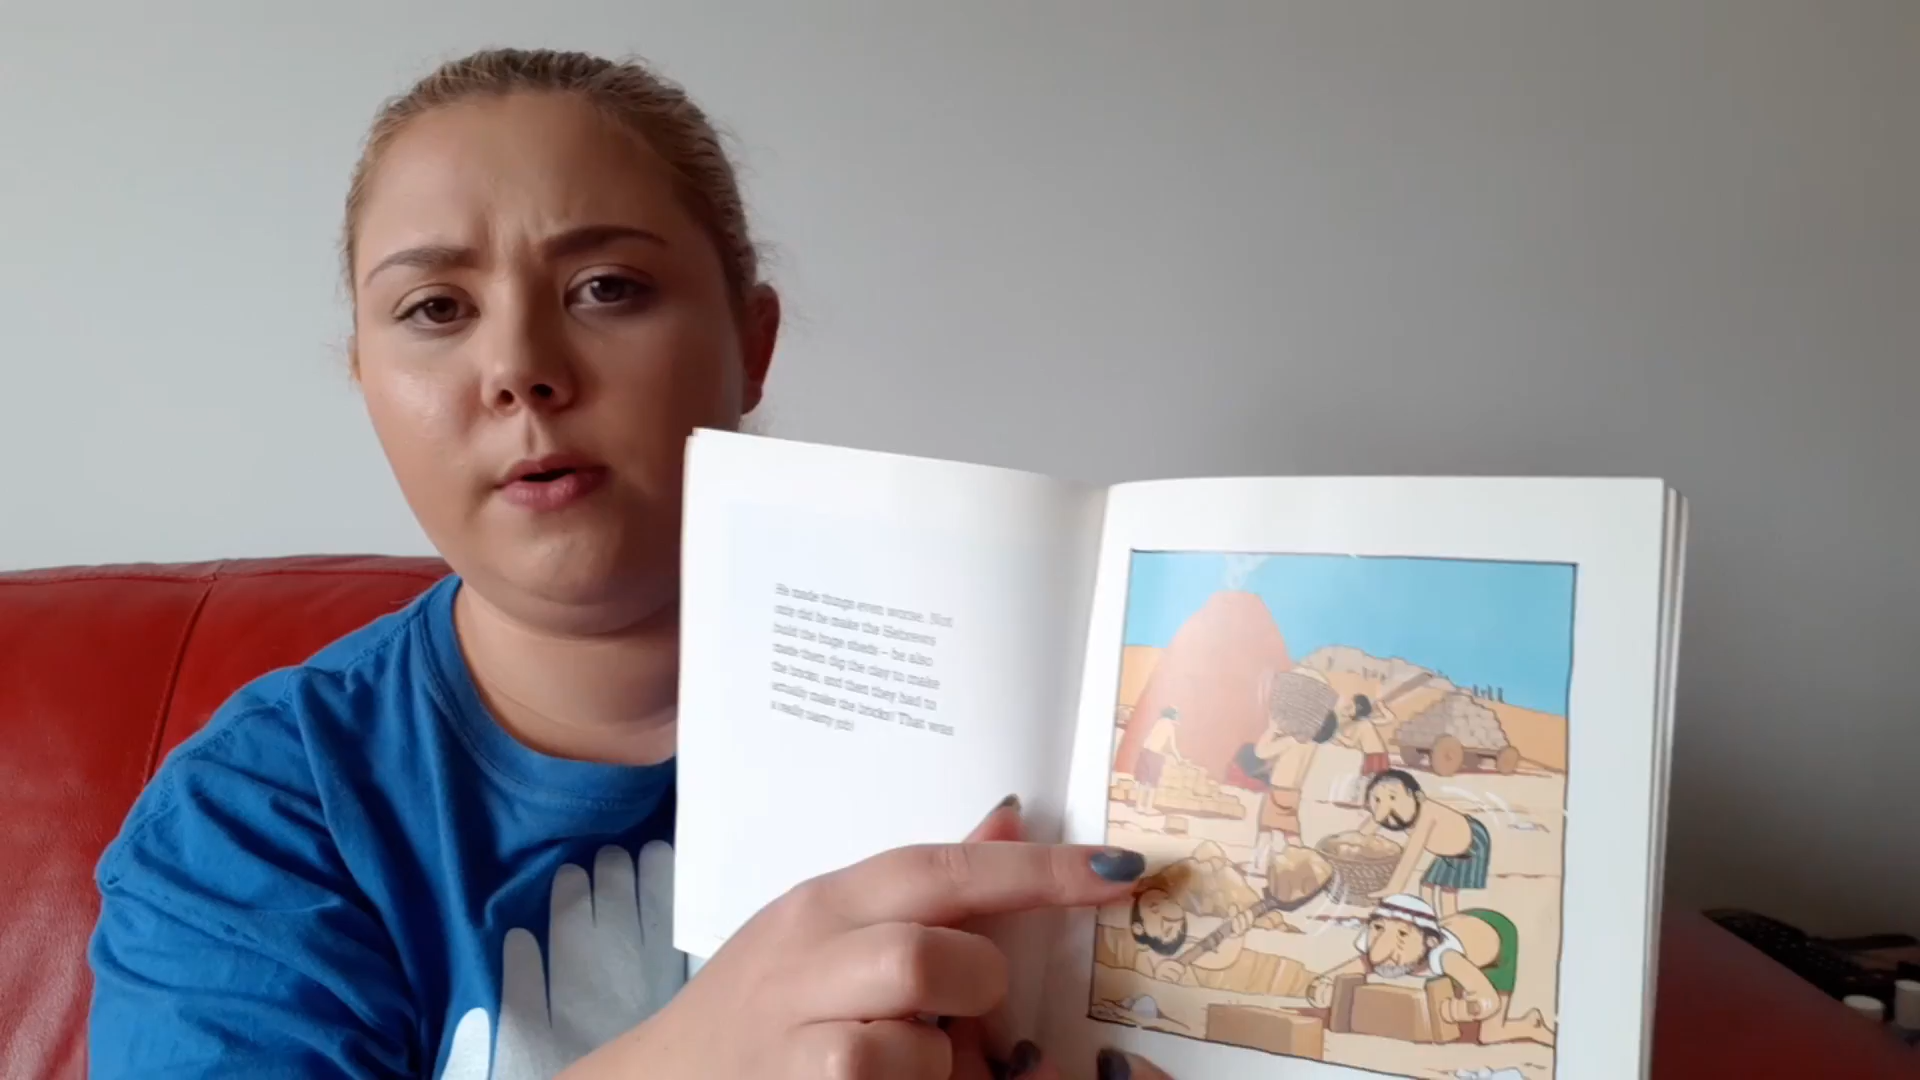 He made things even worse. Not
only did he make the Hebrews
build the huge sheds – he also
made them dig the clay to make
the bricks, and then they had to
actually make the bricks! That was
a really nasty job!